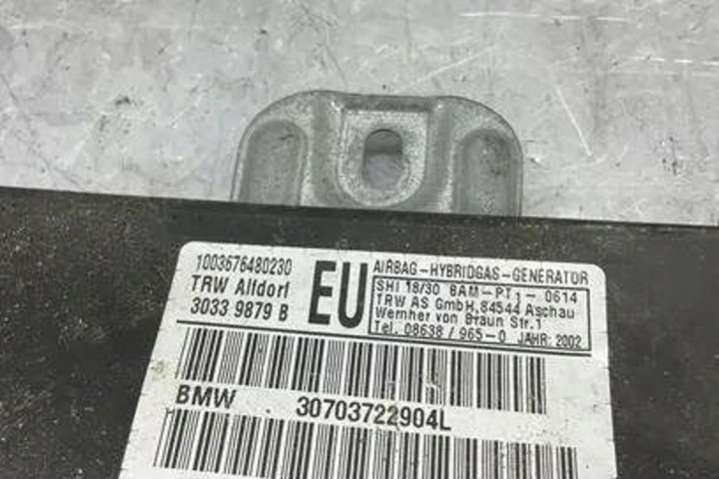 1003676480230
TRW Alfdorf
3033 9879 B
EU
AIRBAG-HYBRIDGAS-GENERATOR
SHI 18/30 BAM-PT1-0614
TRW AS GmbH,84544 Aschau
Wernher von Braun Str.1
Tel. 08638/965-0 JAHR: 2002
BMW 30703722904L